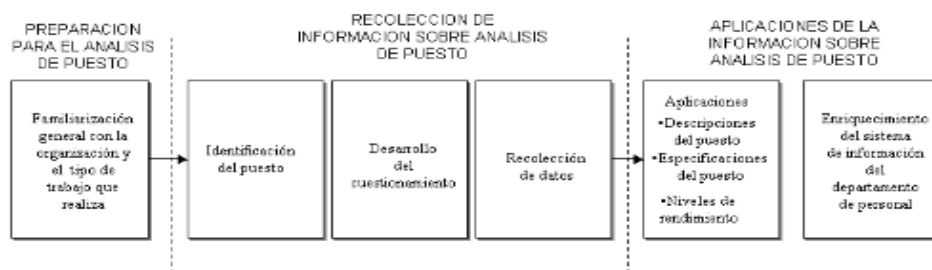 PREPARACION
PARA EL ANALISIS
DE PUESTO
RECOLECCION DE
INFORMACION SOBRE ANALISIS
DE PUESTO
APLICACIONES DE LA
INFORMACION SOBRE
ANALISIS DE PUESTO
Familiarización
general con la
organización y
el tipo de
trabajo que
realiza
Identificación
del puesto
Desarrollo
del
cuestionamiento
Recolección
de datos
Aplicaciones
•Descripciones
del puesto
•Especificaciones
del puesto
•Niveles de
rendimiento
Enriquecimiento
del sistema
de información
del
departamento
de personal